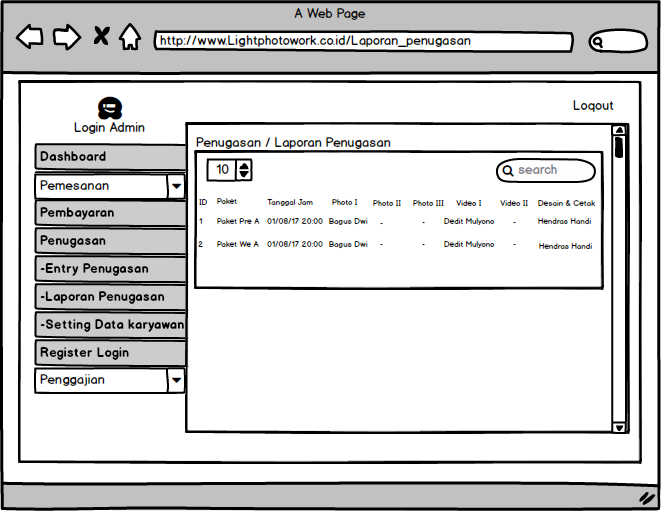 A Web Page
http://www.Lightphotowork.co.id/Laporan_penugasan
Logout
Login Admin
Dashboard
Pemesanan
Pembayaran
Penugasan
-Entry Penugasan
-Laporan Penugasan
-Setting Data karyawan
Register Login
Penggajian
Penugasan / Laporan Penugasan
10
search
ID Paket Tanggal Jam Photo I Photo II Photo III Video I Video II Desain & Cetak
1 Paket Pre A 01/08/17 20:00 Bagus Dwi - - Dedit Mulyono - Hendras Handi
2 Paket We A 01/08/17 20:00 Bagus Dwi - - Dedit Mulyono - Hendras Handi